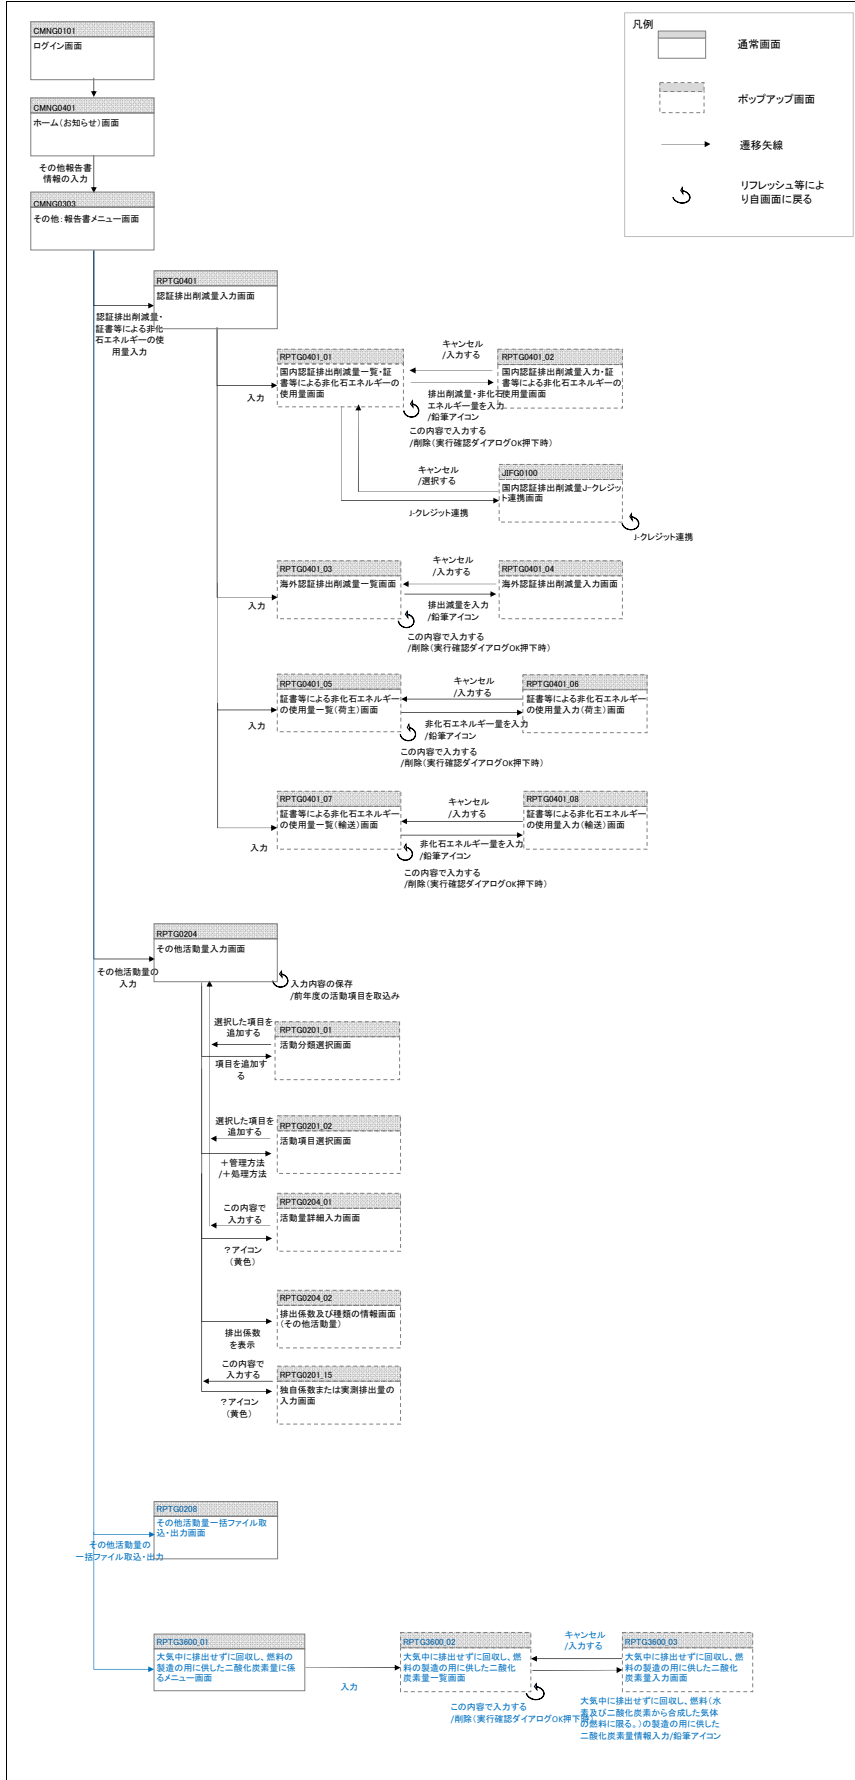 凡例
通常画面
ポップアップ画面
遷移矢線
リフレッシュ等によ
り自画面に戻る
CMNG0101
ログイン画面
CMNG0401
ホーム（お知らせ）画面
その他報告書
情報の入力
CMNG0303
その他：報告書メニュー画面
RPTG0401
認証排出削減量入力画面
認証排出削減量・
証書等による非化
石エネルギーの使
用量入力
入力
RPTG0401_01
国内認証排出削減量一覧・証
書等による非化石エネルギーの
使用量画面
キャンセル
/入力する
排出削減量・非化石
エネルギー量を入力
/鉛筆アイコン
RPTG0401_02
国内認証排出削減量入力・証
書等による非化石エネルギーの
使用量画面
この内容で入力する
/削除（実行確認ダイアログOK押下時）
キャンセル
/選択する
J-クレジット連携
JIFG0100
国内認証排出削減量J-クレジッ
ト連携画面
J-クレジット連携
入力
RPTG0401_03
海外認証排出削減量一覧画面
キャンセル
/入力する
排出減量を入力
/鉛筆アイコン
RPTG0401_04
海外認証排出削減量入力画面
この内容で入力する
/削除（実行確認ダイアログOK押下時）
入力
RPTG0401_05
証書等による非化石エネルギー
の使用量一覧（荷主）画面
キャンセル
/入力する
非化石エネルギー量を入力
/鉛筆アイコン
RPTG0401_06
証書等による非化石エネルギー
の使用量入力（荷主）画面
この内容で入力する
/削除（実行確認ダイアログOK押下時）
入力
RPTG0401_07
証書等による非化石エネルギー
の使用量一覧（輸送）画面
キャンセル
/入力する
非化石エネルギー量を入力
/鉛筆アイコン
RPTG0401_08
証書等による非化石エネルギー
の使用量入力（輸送）画面
この内容で入力する
/削除（実行確認ダイアログOK押下時）
RPTG0204
その他活動量入力画面
その他活動量の
入力
入力内容の保存
/前年度の活動項目を取込み
選択した項目を
追加する
項目を追加す
る
RPTG0201_01
活動分類選択画面
選択した項目を
追加する
＋管理方法
/＋処理方法
RPTG0201_02
活動項目選択画面
この内容で
入力する
？アイコン
（黄色）
RPTG0204_01
活動量詳細入力画面
排出係数
を表示
RPTG0204_02
排出係数及び種類の情報画面
（その他活動量）
この内容で
入力する
？アイコン
（黄色）
RPTG0201_15
独自係数または実測排出量の
入力画面
RPTG0208
その他活動量一括ファイル取
込・出力画面
その他活動量の
一括ファイル取込・出力
RPTG3600_01
大気中に排出せずに回収し、燃料
の製造の用に供した二酸化炭素量に係
るメニュー画面
入力
RPTG3600_02
大気中に排出せずに回収し、燃
料の製造の用に供した二酸化
炭素量一覧画面
キャンセル
/入力する
RPTG3600_03
大気中に排出せずに回収し、燃
料の製造の用に供した二酸化
炭素量入力画面
この内容で入力する
/削除（実行確認ダイアログOK押下時）
大気中に排出せずに回収し、燃料（水
素及び二酸化炭素から合成した気体
の燃料に限る。）の製造の用に供した
二酸化炭素量情報入力/鉛筆アイコン